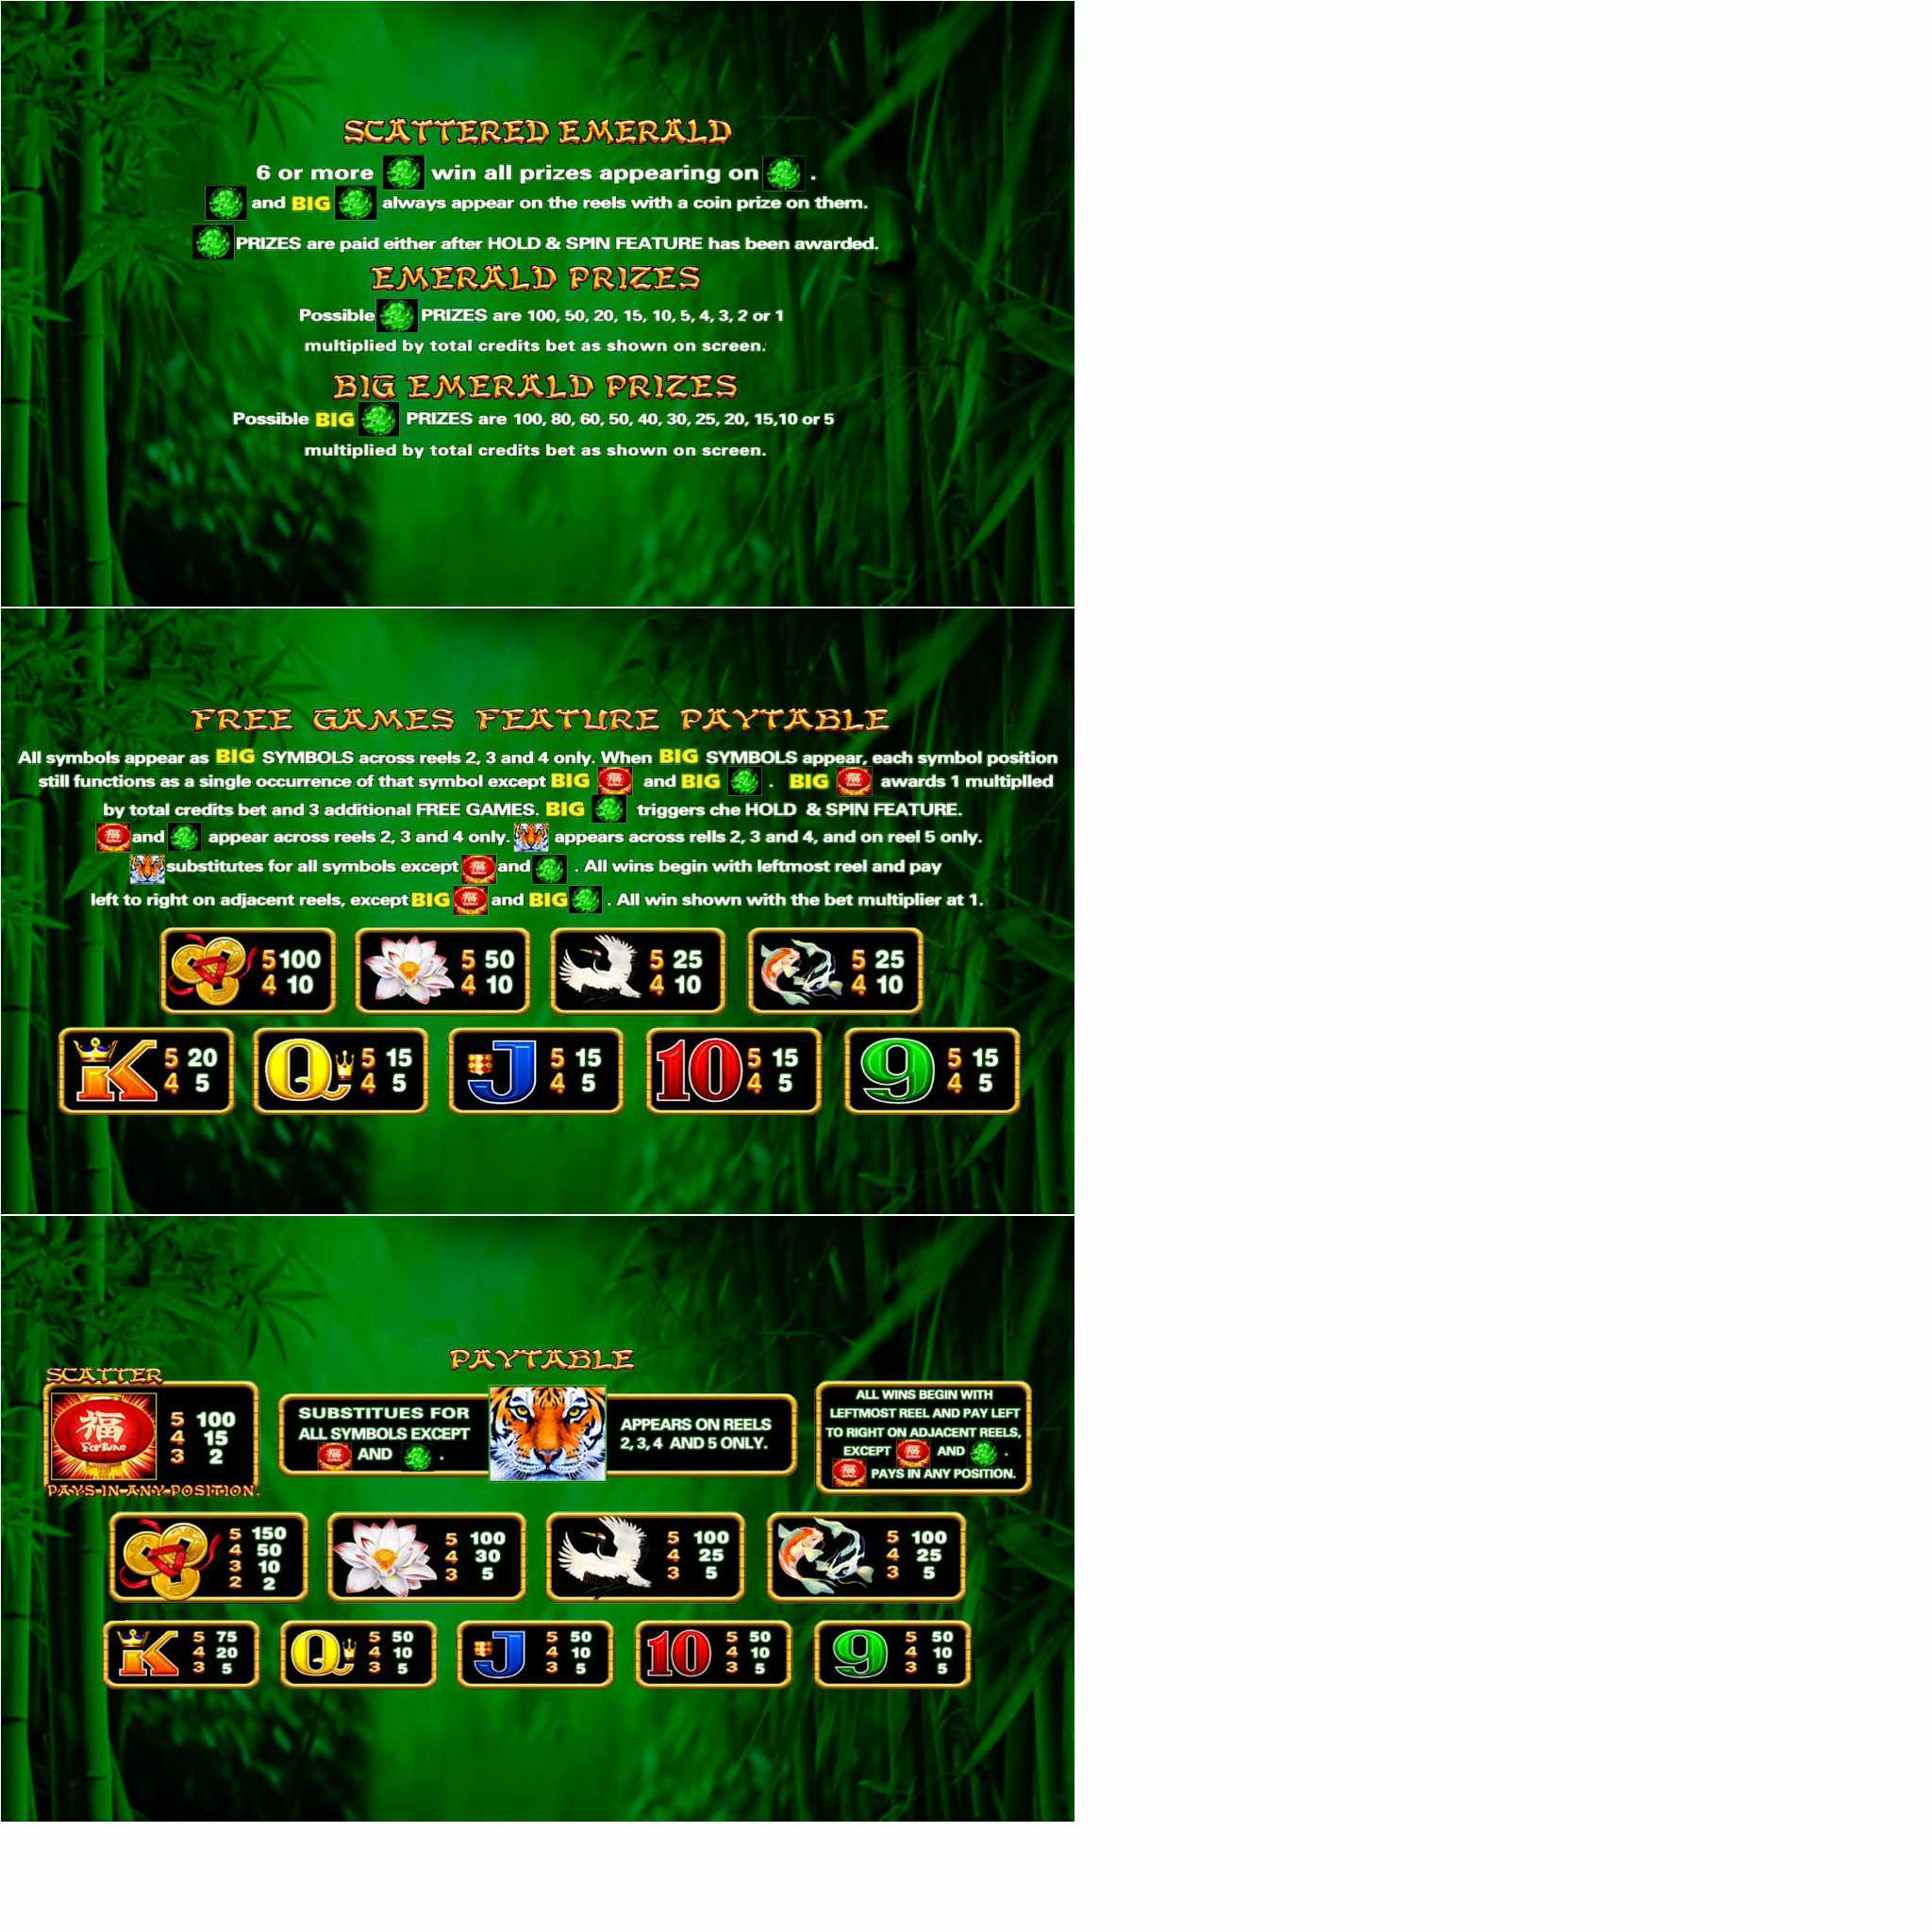 SCATTERED EMERALD
6 or more win all prizes appearing on .
and BIG always appear on the reels with a coin prize on them.
PRIZES are paid either after HOLD & SPIN FEATURE has been awarded.
EMERALD PRIZES
Possible PRIZES are 100, 50, 20, 15, 10, 5, 4, 3, 2 or 1
multiplied by total credits bet as shown on screen.
BIG EMERALD PRIZES
Possible BIG PRIZES are 100, 80, 60, 50, 40, 30, 25, 20, 15,10 or 5
multiplied by total credits bet as shown on screen.
FREE GAMES FEATURE PAYTABLE
All symbols appear as BIG SYMBOLS across reels 2, 3 and 4 only. When BIG SYMBOLS appear, each symbol position
still functions as a single occurrence of that symbol except BIG 福 and BIG . BIG 福 awards 1 multiplled
by total credits bet and 3 additional FREE GAMES. BIG triggers che HOLD & SPIN FEATURE.
福 and appear across reels 2, 3 and 4 only. appears across rells 2, 3 and 4, and on reel 5 only.
substitutes for all symbols except 福 and . All wins begin with leftmost reel and pay
left to right on adjacent reels, except BIG 福 and BIG . All win shown with the bet multiplier at 1.
5 100 5 50 5 25 5 25
4 10 4 10 4 10 4 10
K 5 20 Q 5 15 J 5 15 10 5 15 9 5 15
4 5 4 5 4 5 4 5 4 5
PAYTABLE
SCATTER
福
Fortune
5 100
4 15
3 2
PAYS IN ANY POSITION.
SUBSTITUES FOR
ALL SYMBOLS EXCEPT
福 AND .
APPEARS ON REELS
2, 3, 4 AND 5 ONLY.
ALL WINS BEGIN WITH
LEFTMOST REEL AND PAY LEFT
TO RIGHT ON ADJACENT REELS,
EXCEPT 福 AND .
福 PAYS IN ANY POSITION.
5 150
4 50
3 10
2 2
5 100
4 30
3 5
5 100
4 25
3 5
5 100
4 25
3 5
K
5 75
4 20
3 5
Q
5 50
4 10
3 5
J
5 50
4 10
3 5
10
5 50
4 10
3 5
9
5 50
4 10
3 5